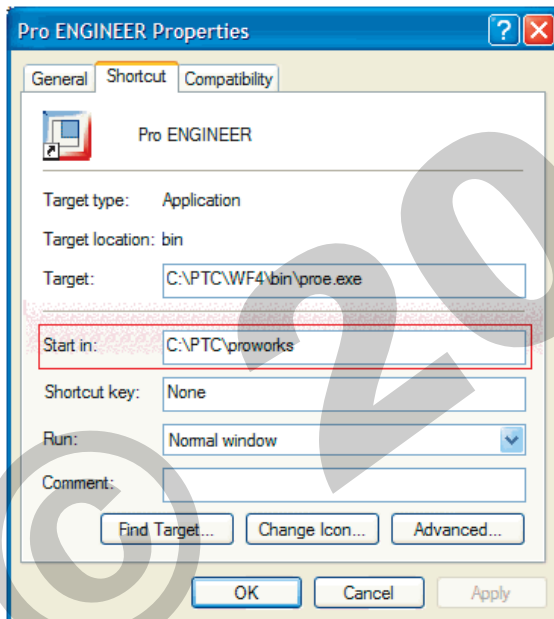 Pro ENGINEER Properties
General Shortcut Compatibility
Pro ENGINEER
Target type: Application
Target location: bin
Target: C:\PTC\WF4\bin\proe.exe
Start in: C:\PTC\proworks
Shortcut key: None
Run: Normal window
Comment:
Find Target... Change Icon... Advanced...
OK Cancel Apply
© 20